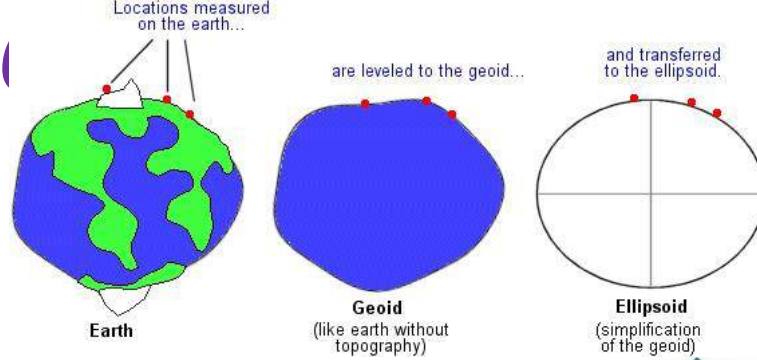 Locations measured
on the earth...
are leveled to the geoid...
and transferred
to the ellipsoid.
Earth
Geoid
(like earth without
topography)
Ellipsoid
(simplification
of the geoid)